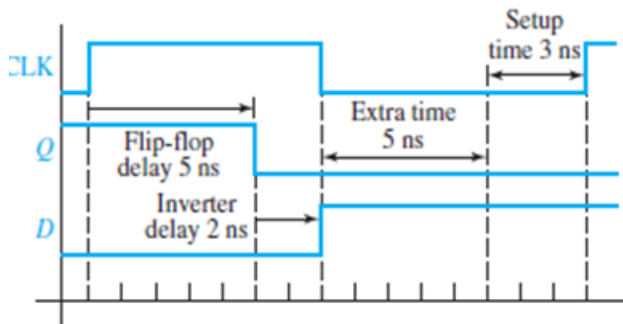 Setup
time 3 ns
CLK
Extra time
5 ns
Q
Flip-flop
delay 5 ns
Inverter
delay 2 ns
D